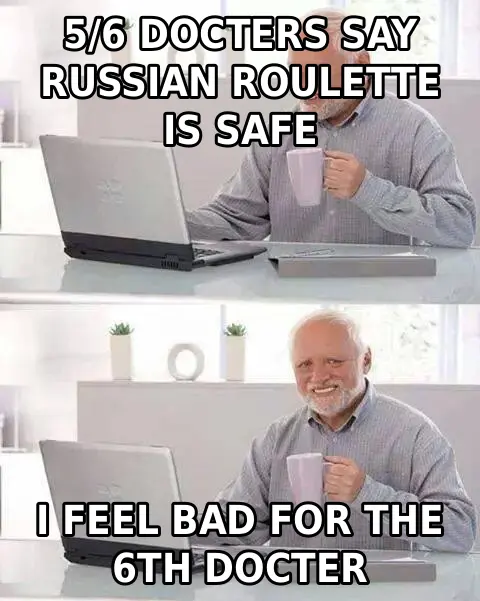 5/6 DOCTERS SAY
RUSSIAN ROULETTE
IS SAFE
I FEEL BAD FOR THE
6TH DOCTER